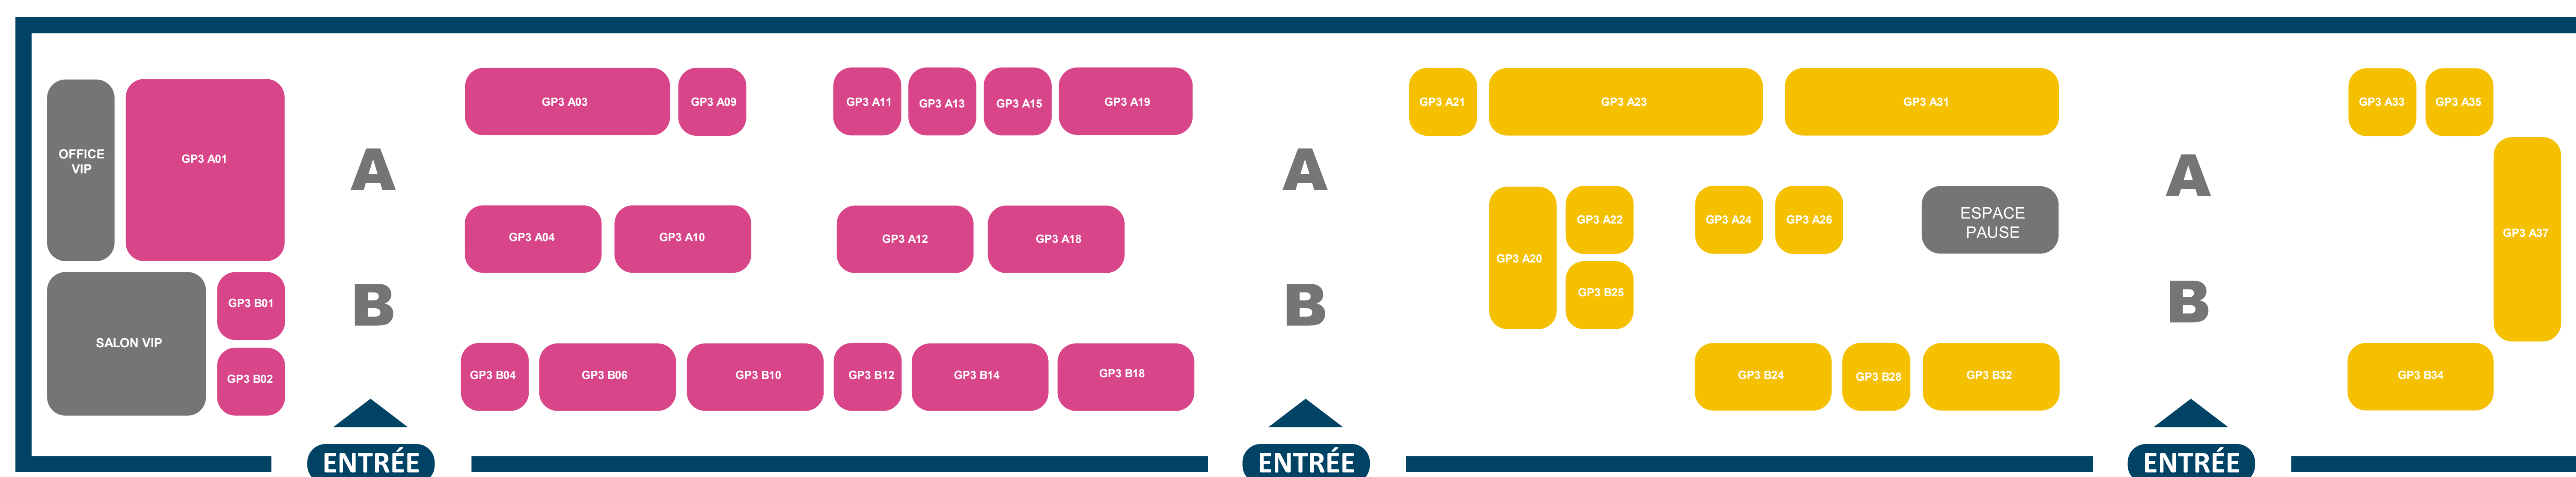 OFFICE
VIP
GP3 A01
SALON VIP
GP3 B01
GP3 B02
A
B
ENTRÉE
GP3 A03
GP3 A09
GP3 A11
GP3 A13
GP3 A15
GP3 A19
GP3 A04
GP3 A10
GP3 A12
GP3 A18
GP3 B04
GP3 B06
GP3 B10
GP3 B12
GP3 B14
GP3 B18
A
B
ENTRÉE
GP3 A21
GP3 A23
GP3 A31
GP3 A20
GP3 A22
GP3 B25
GP3 A24
GP3 A26
ESPACE
PAUSE
GP3 B24
GP3 B28
GP3 B32
A
B
ENTRÉE
GP3 A33
GP3 A35
GP3 A37
GP3 B34